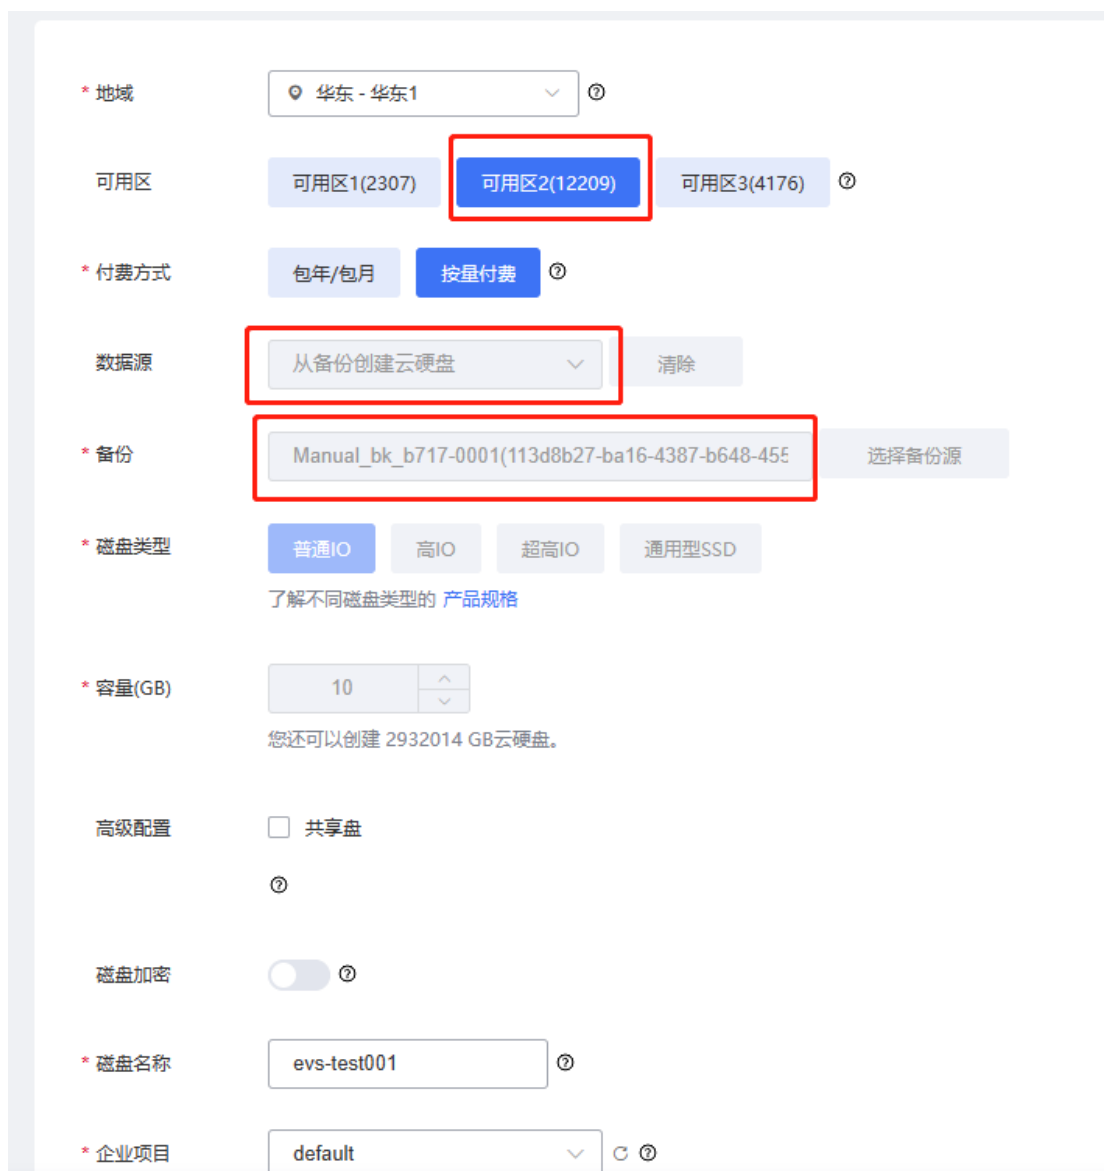 * 地域 华东 - 华东1
可用区 可用区1(2307) 可用区2(12209) 可用区3(4176)
* 付费方式 包年/包月 按量付费
数据源 从备份创建云硬盘 清除
* 备份 Manual_bk_b717-0001(113d8b27-ba16-4387-b648-455 选择备份源
* 磁盘类型 普通IO 高IO 超高IO 通用型SSD
了解不同磁盘类型的 产品规格
* 容量(GB) 10
您还可以创建 2932014 GB云硬盘。
高级配置 共享盘
磁盘加密
* 磁盘名称 evs-test001
* 企业项目 default